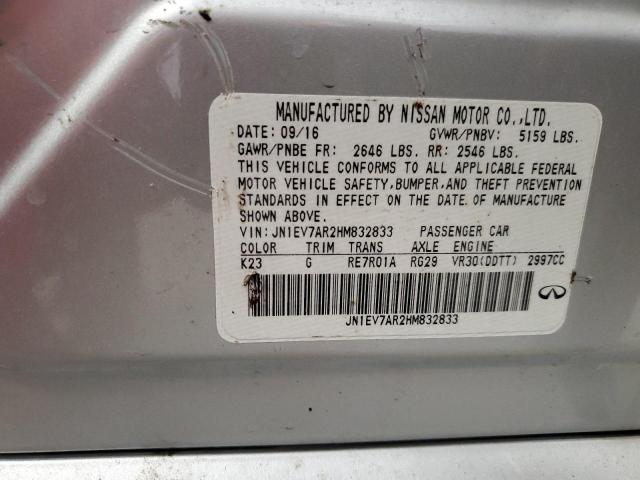 MANUFACTURED BY NISSAN MOTOR CO.,LTD.
DATE: 09/16 GVWR/PNBV: 5159 LBS.
GAWR/PNBE FR: 2646 LBS. RR: 2546 LBS.
THIS VEHICLE CONFORMS TO ALL APPLICABLE FEDERAL
MOTOR VEHICLE SAFETY,BUMPER,AND THEFT PREVENTION
STANDARDS IN EFFECT ON THE DATE OF MANUFACTURE
SHOWN ABOVE.
VIN: JN1EV7AR2HM832833 PASSENGER CAR
COLOR TRIM TRANS AXLE ENGINE
K23 G RE7R01A RG29 VR30(DDTT) 2997CC
JN1EV7AR2HM832833